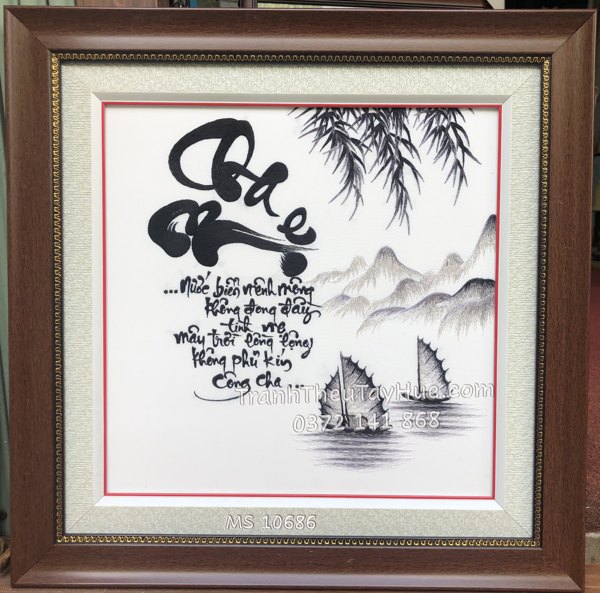 Cha
Mẹ
...nước biển mênh mông
không đong đầy
tình mẹ
mây trời lồng lộng
không phủ kín
công cha...
TranhTheuTayHue.com
0372 141 868
MS 10686